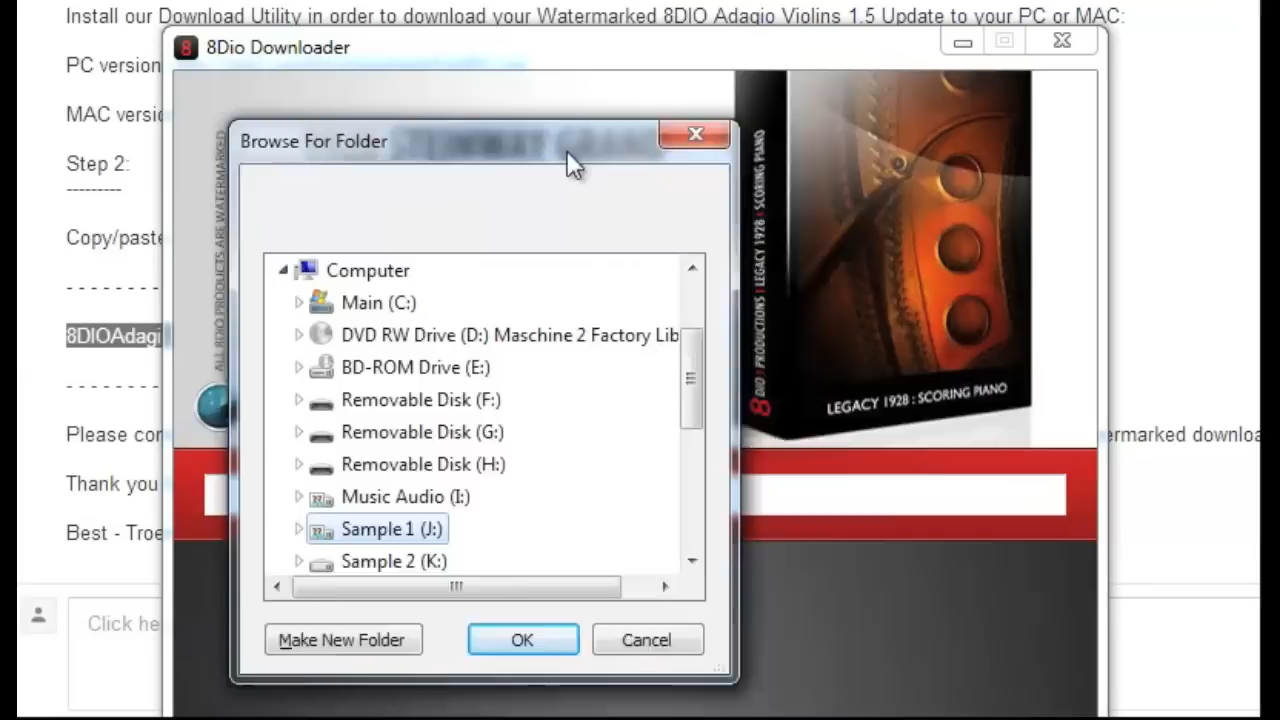 Install our Download Utility in order to download your Watermarked 8DIO Adagio Violins 1.5 Update to your PC or MAC:
8 8Dio Downloader
PC version
MAC versio
Browse For Folder
Step 2:
---------
Copy/paste
- - - - - - - -
8DIOAdagi
- - - - - - - -
Please con
ermarked downloa
Thank you
Best - Troe
Click he
ALL 8DIO PRODUCTS ARE WATERMARKED
Computer
Main (C:)
DVD RW Drive (D:) Maschine 2 Factory Lib
BD-ROM Drive (E:)
Removable Disk (F:)
Removable Disk (G:)
Removable Disk (H:)
Music Audio (I:)
Sample 1 (J:)
Sample 2 (K:)
Make New Folder
OK
Cancel
8DIO PRODUCTIONS LEGACY 1928 SCORING PIANO
LEGACY 1928 : SCORING PIANO